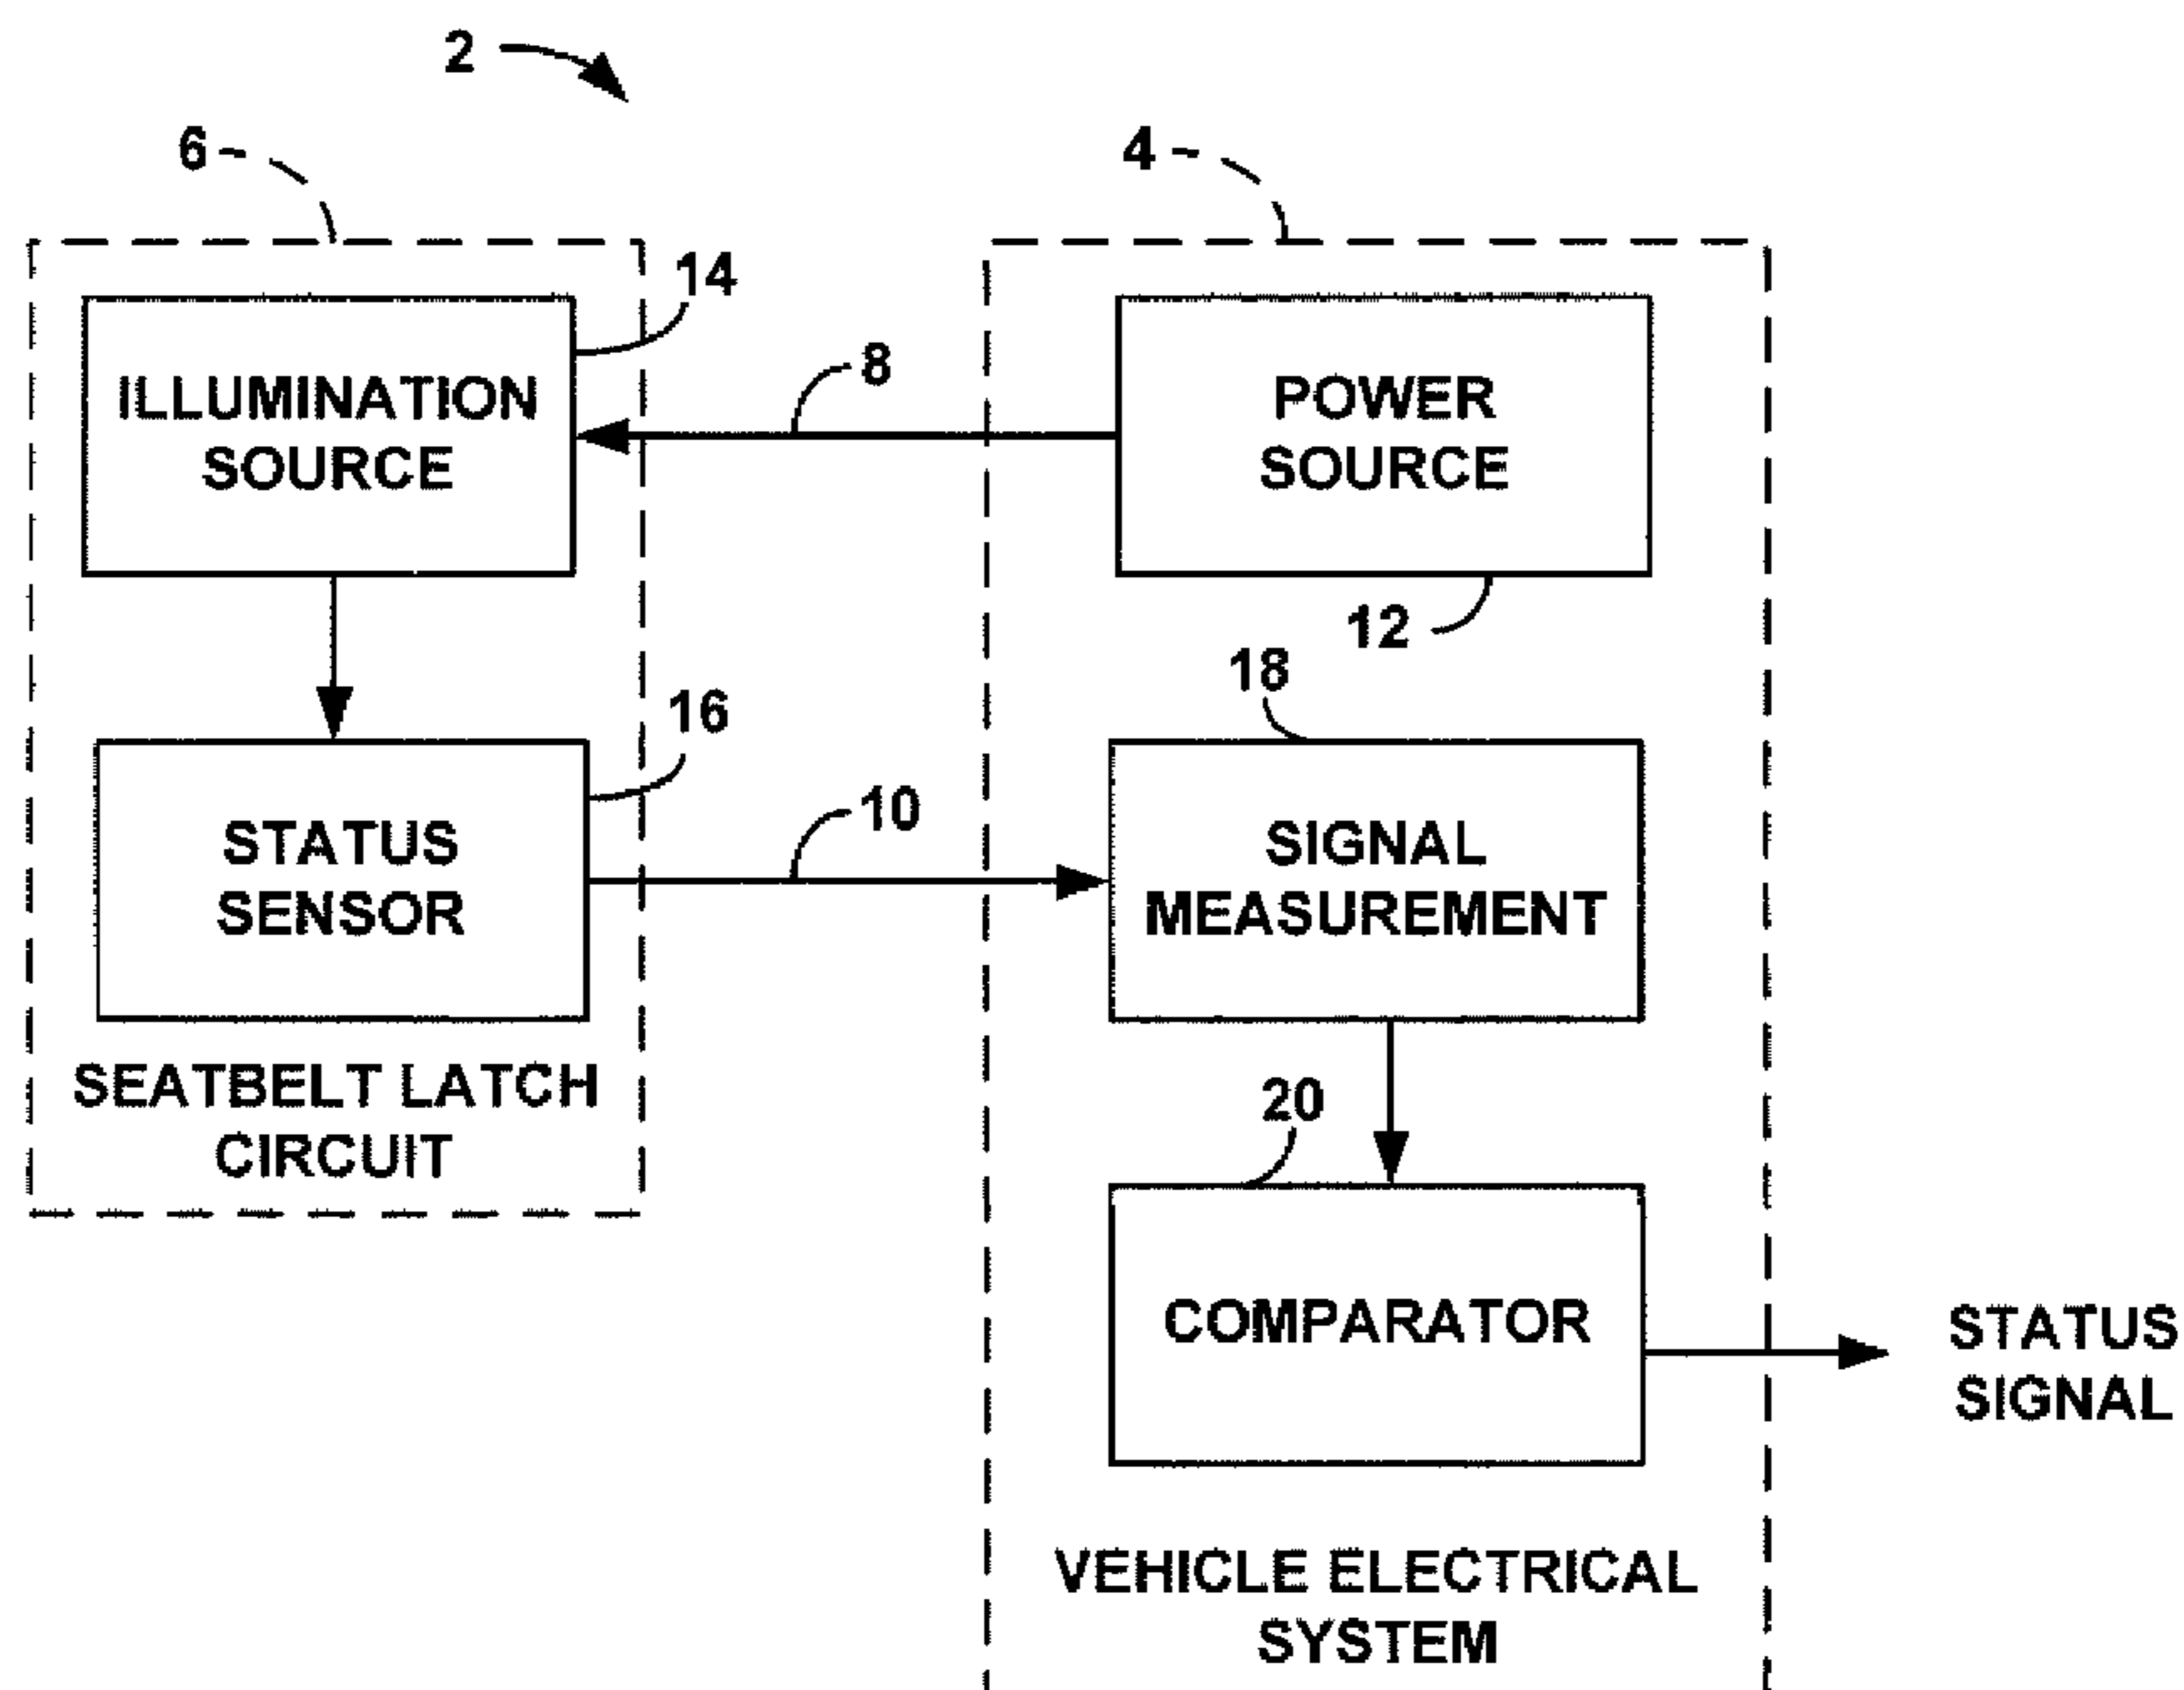 2
6
4
14
ILLUMINATION
SOURCE
8
POWER
SOURCE
12
18
16
STATUS
SENSOR
10
SIGNAL
MEASUREMENT
SEATBELT LATCH
CIRCUIT
20
COMPARATOR
STATUS
SIGNAL
VEHICLE ELECTRICAL
SYSTEM